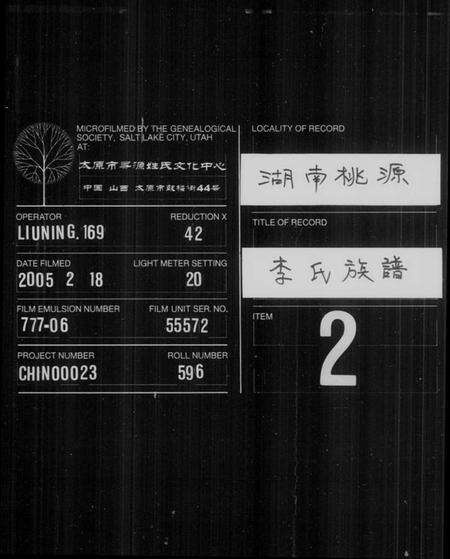 MICROFILMED BY THE GENEALOGICAL
SOCIETY, SALT LAKE CITY, UTAH
AT:
太原市寻源姓氏文化中心
中国 山西 太原市鼓楼街44号
OPERATOR
LIUNING.169
REDUCTION X
42
DATE FILMED
2005 2 18
LIGHT METER SETTING
20
FILM EMULSION NUMBER
777-06
FILM UNIT SER. NO.
55572
PROJECT NUMBER
CHIN00023
ROLL NUMBER
596
LOCALITY OF RECORD
湖南桃源
TITLE OF RECORD
李氏族譜
ITEM
2